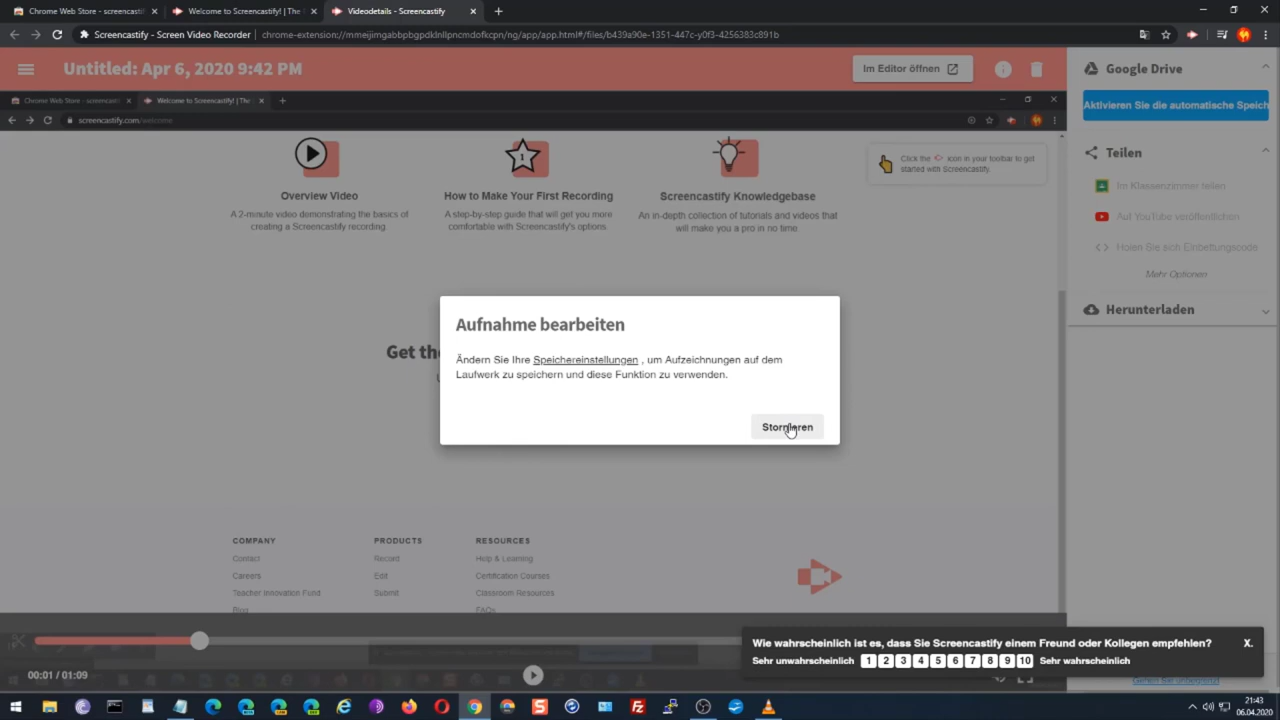 Chrome Web Store - screencasti
Welcome to Screencastify! | The
Videodetails - Screencastify
Screencastify - Screen Video Recorder
chrome-extension://mmeijimgabbpbgpdklnllpncmdofkcpn/ng/app/app.html#/files/b439a90e-1351-447c-y0f3-4256383c891b
Untitled: Apr 6, 2020 9:42 PM
Im Editor öffnen
Google Drive
Aktivieren Sie die automatische Speich
Chrome Web Store - screencasti
Welcome to Screencastify! | The
screencastify.com/welcome
Teilen
Im Klassenzimmer teilen
Auf YouTube veröffentlichen
Holen Sie sich Einbettungscode
Mehr Optionen
Herunterladen
Click the icon in your toolbar to get
started with Screencastify.
1
Overview Video
A 2-minute video demonstrating the basics of
creating a Screencastify recording.
How to Make Your First Recording
A step-by-step guide that will get you more
comfortable with Screencastify's options.
Screencastify Knowledgebase
An in-depth collection of tutorials and videos that
will make you a pro in no time.
Get the
Aufnahme bearbeiten
Ändern Sie Ihre Speichereinstellungen , um Aufzeichnungen auf dem
Laufwerk zu speichern und diese Funktion zu verwenden.
Stornieren
COMPANY
Contact
Careers
Teacher Innovation Fund
Blog
PRODUCTS
Record
Edit
Submit
RESOURCES
Help & Learning
Certification Courses
Classroom Resources
FAQs
00:01 / 01:09
Wie wahrscheinlich ist es, dass Sie Screencastify einem Freund oder Kollegen empfehlen?
X.
Sehr unwahrscheinlich 1 2 3 4 5 6 7 8 9 10 Sehr wahrscheinlich
Gehen Sie unbegrenzt
21:43
06.04.2020